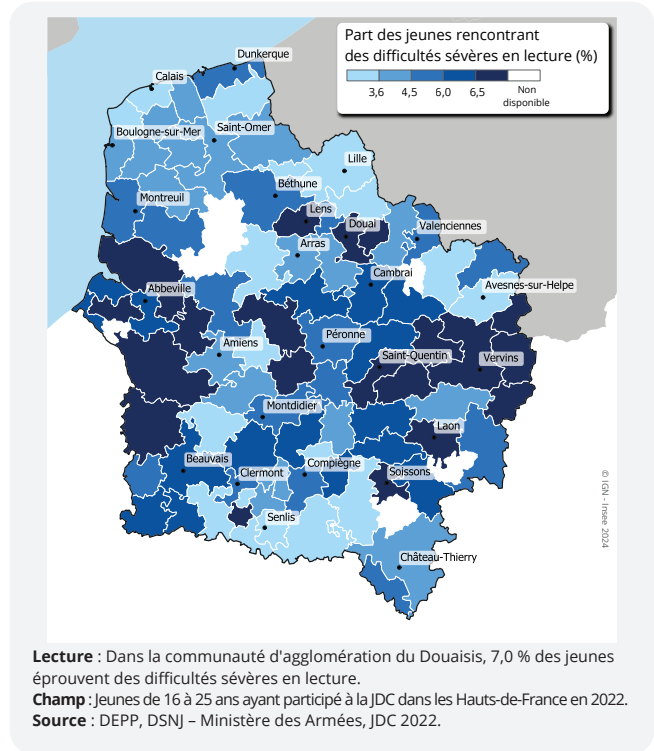 Part des jeunes rencontrant
des difficultés sévères en lecture (%)
3,6 4,5 6,0 6,5 Non
disponible
Dunkerque
Calais
Boulogne-sur-Mer
Saint-Omer
Lille
Béthune
Montreuil
Lens
Douai
Valenciennes
Arras
Cambrai
Avesnes-sur-Helpe
Abbeville
Amiens
Péronne
Saint-Quentin
Vervins
Montdidier
Laon
Beauvais
Compiègne
Clermont
Soissons
Senlis
Château-Thierry
© IGN - Insee 2024
Lecture : Dans la communauté d'agglomération du Douaisis, 7,0 % des jeunes
éprouvent des difficultés sévères en lecture.
Champ : Jeunes de 16 à 25 ans ayant participé à la JDC dans les Hauts-de-France en 2022.
Source : DEPP, DSNJ – Ministère des Armées, JDC 2022.